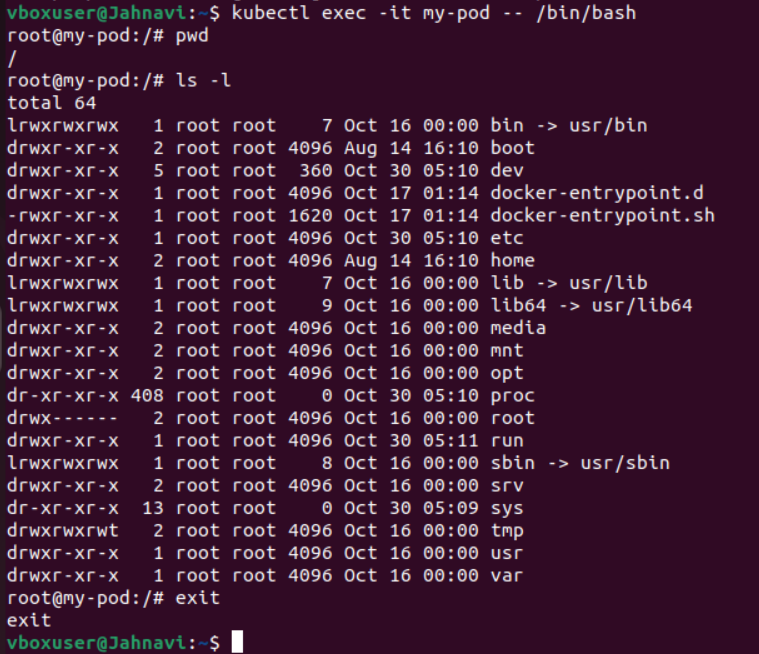 vboxuser@Jahnavi:~$ kubectl exec -it my-pod -- /bin/bash
root@my-pod:/# pwd
/
root@my-pod:/# ls -l
total 64
lrwxrwxrwx   1 root root    7 Oct 16 00:00 bin -> usr/bin
drwxr-xr-x   2 root root 4096 Aug 14 16:10 boot
drwxr-xr-x   5 root root  360 Oct 30 05:10 dev
drwxr-xr-x   1 root root 4096 Oct 17 01:14 docker-entrypoint.d
-rwxr-xr-x   1 root root 1620 Oct 17 01:14 docker-entrypoint.sh
drwxr-xr-x   1 root root 4096 Oct 30 05:10 etc
drwxr-xr-x   2 root root 4096 Aug 14 16:10 home
lrwxrwxrwx   1 root root    7 Oct 16 00:00 lib -> usr/lib
lrwxrwxrwx   1 root root    9 Oct 16 00:00 lib64 -> usr/lib64
drwxr-xr-x   2 root root 4096 Oct 16 00:00 media
drwxr-xr-x   2 root root 4096 Oct 16 00:00 mnt
drwxr-xr-x   2 root root 4096 Oct 16 00:00 opt
dr-xr-xr-x 408 root root    0 Oct 30 05:10 proc
drwx------   2 root root 4096 Oct 16 00:00 root
drwxr-xr-x   1 root root 4096 Oct 30 05:11 run
lrwxrwxrwx   1 root root    8 Oct 16 00:00 sbin -> usr/sbin
drwxr-xr-x   2 root root 4096 Oct 16 00:00 srv
dr-xr-xr-x  13 root root    0 Oct 30 05:09 sys
drwxrwxrwt   2 root root 4096 Oct 16 00:00 tmp
drwxr-xr-x   1 root root 4096 Oct 16 00:00 usr
drwxr-xr-x   1 root root 4096 Oct 16 00:00 var
root@my-pod:/# exit
exit
vboxuser@Jahnavi:~$